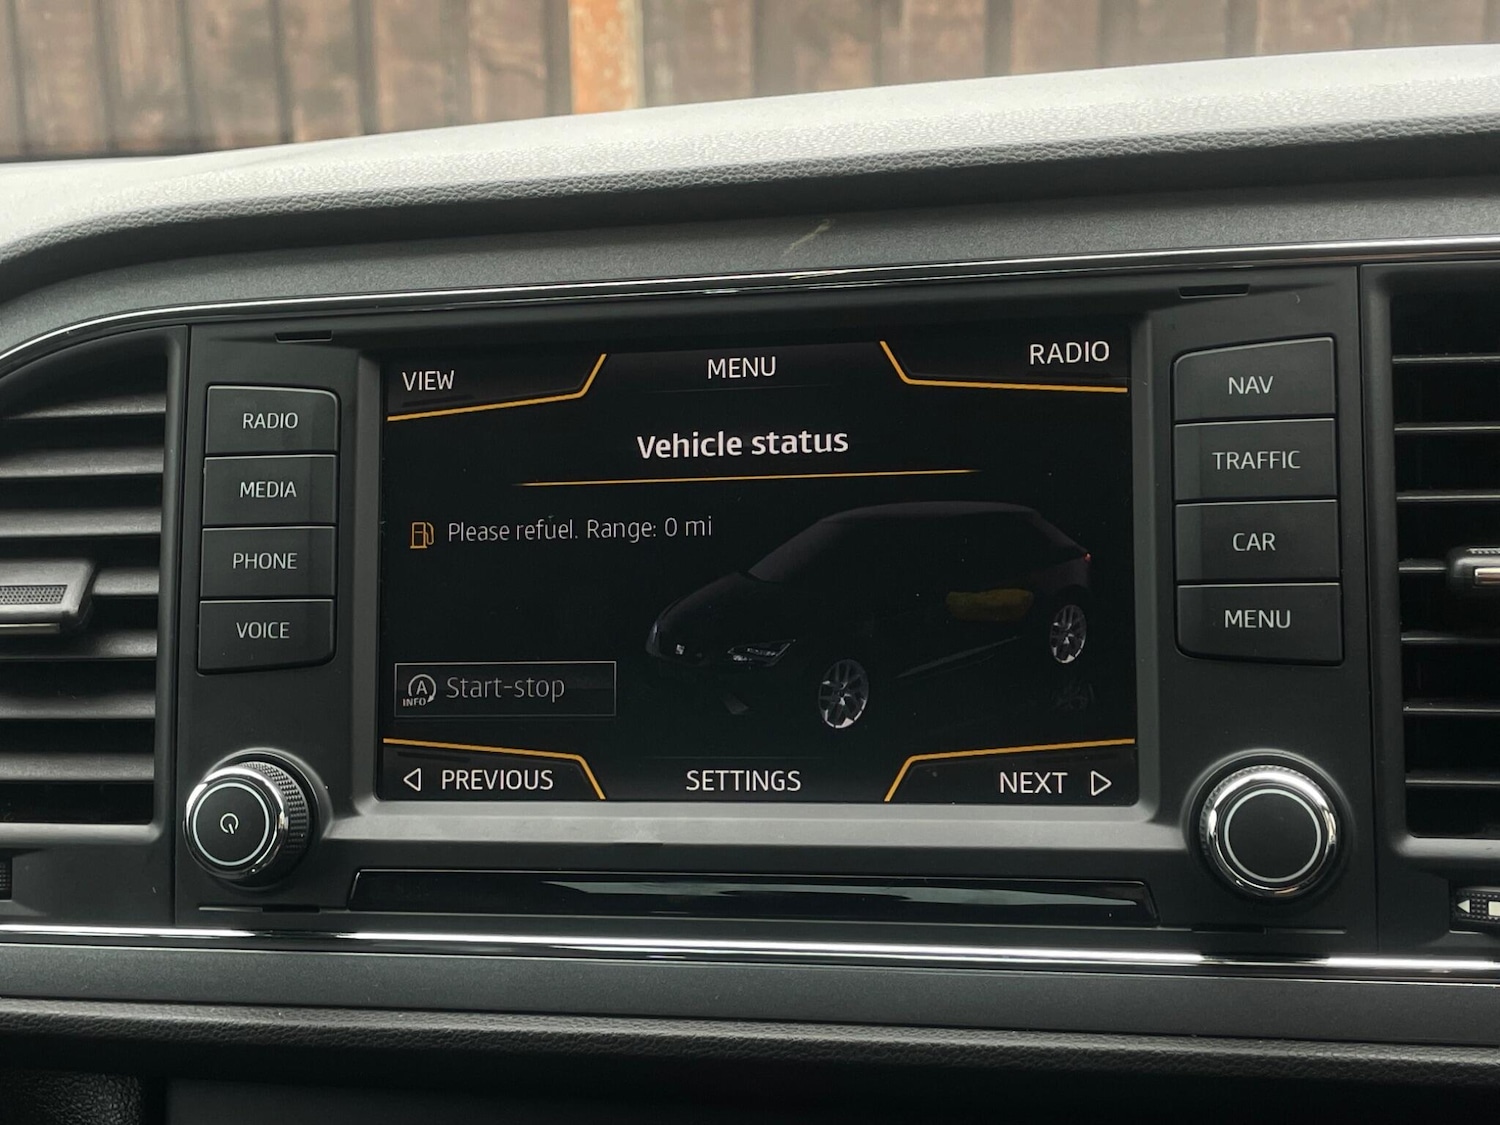 VIEW
MENU
RADIO
Vehicle status
Please refuel. Range: 0 mi
A
INFO
Start-stop
PREVIOUS
SETTINGS
NEXT
RADIO
MEDIA
PHONE
VOICE
NAV
TRAFFIC
CAR
MENU